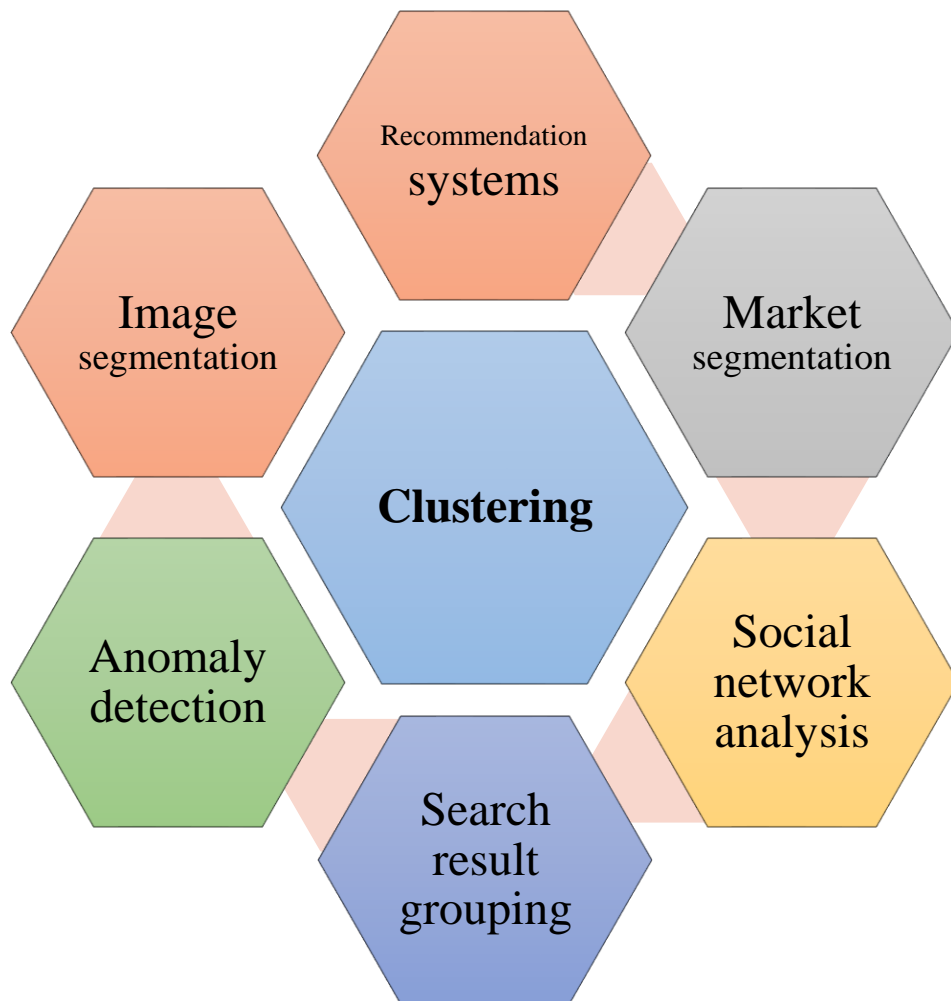 Recommendation
systems
Image
segmentation
Market
segmentation
Clustering
Anomaly
detection
Social
network
analysis
Search
result
grouping